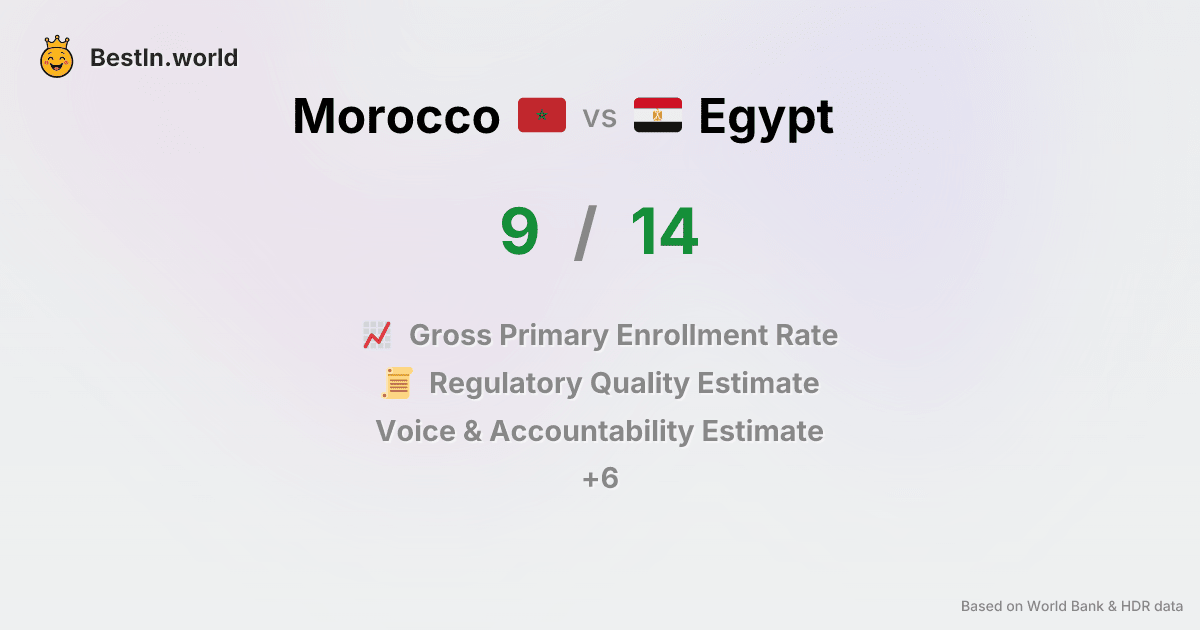 BestIn.world
Morocco vs Egypt
9 / 14
Gross Primary Enrollment Rate
Regulatory Quality Estimate
Voice & Accountability Estimate
+6
Based on World Bank & HDR data